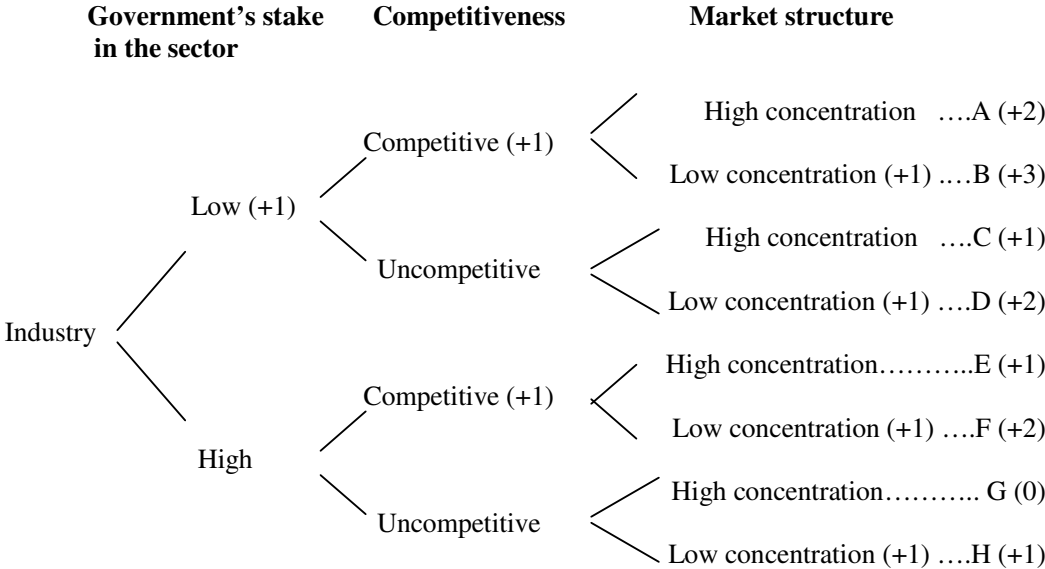 Government’s stake in the sector
Competitiveness
Market structure
High concentration ….A (+2)
Competitive (+1)
Low concentration (+1) .…B (+3)
Low (+1)
High concentration ….C (+1)
Uncompetitive
Low concentration (+1) ….D (+2)
Industry
High concentration………..E (+1)
Competitive (+1)
Low concentration (+1) ….F (+2)
High
High concentration……….. G (0)
Uncompetitive
Low concentration (+1) ….H (+1)